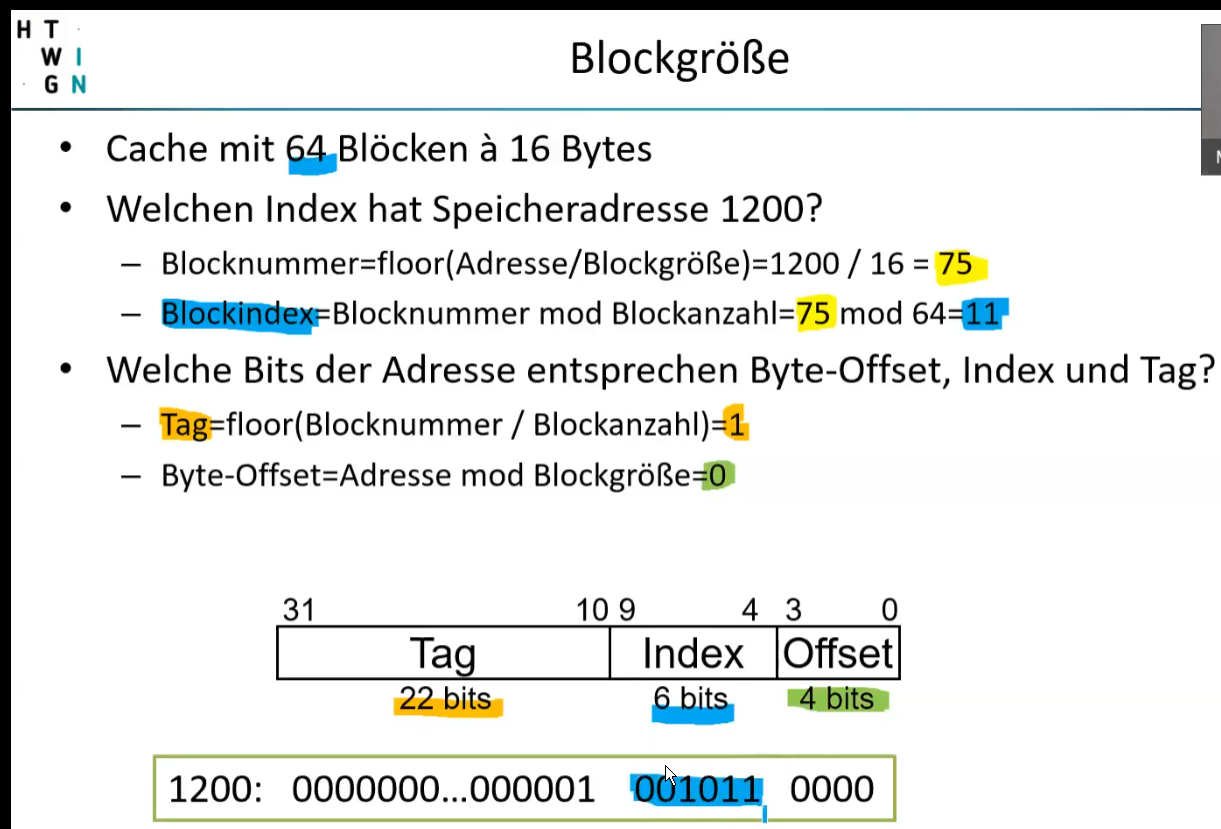 H T
W I
G N
Blockgröße
• Cache mit 64 Blöcken à 16 Bytes
• Welchen Index hat Speicheradresse 1200?
– Blocknummer=floor(Adresse/Blockgröße)=1200 / 16 = 75
– Blockindex=Blocknummer mod Blockanzahl=75 mod 64=11
• Welche Bits der Adresse entsprechen Byte-Offset, Index und Tag?
– Tag=floor(Blocknummer / Blockanzahl)=1
– Byte-Offset=Adresse mod Blockgröße=0
31 10 9 4 3 0
Tag Index Offset
22 bits 6 bits 4 bits
1200: 0000000...000001 001011 0000